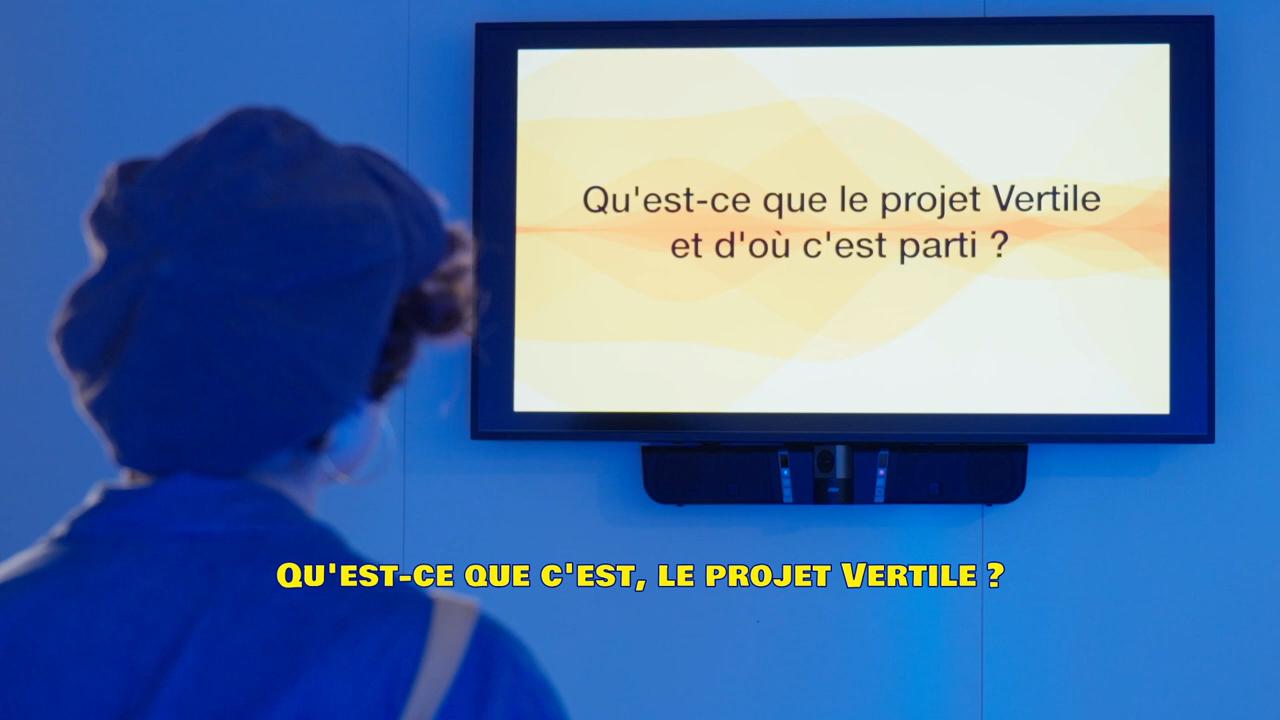 Qu'est-ce que le projet Vertile
et d'où c'est parti ?
Qu'est-ce que c'est, le projet Vertile ?